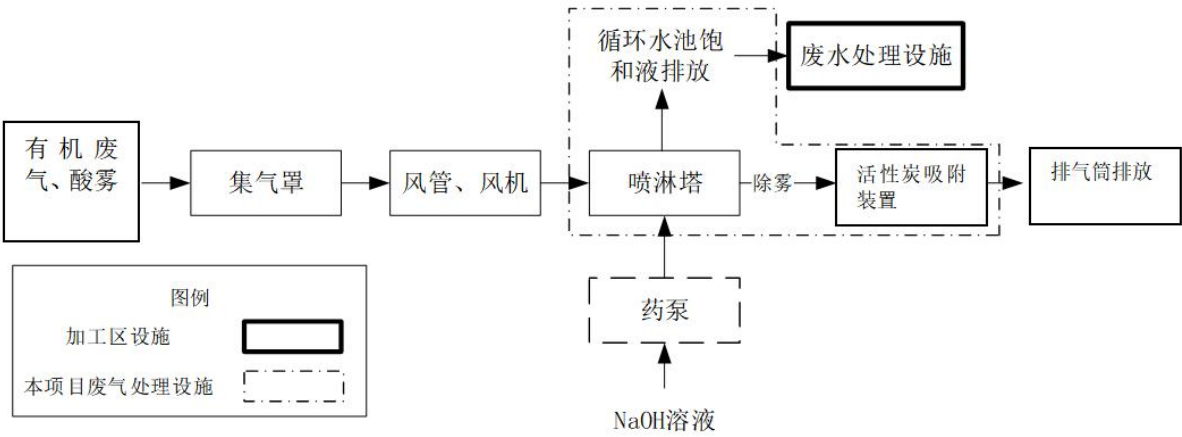 循环水池饱
和液排放
废水处理设施
有机废
气、酸雾
集气罩
风管、风机
喷淋塔
除雾
活性炭吸附
装置
排气筒排放
药泵
NaOH溶液
图例
加工区设施
本项目废气处理设施